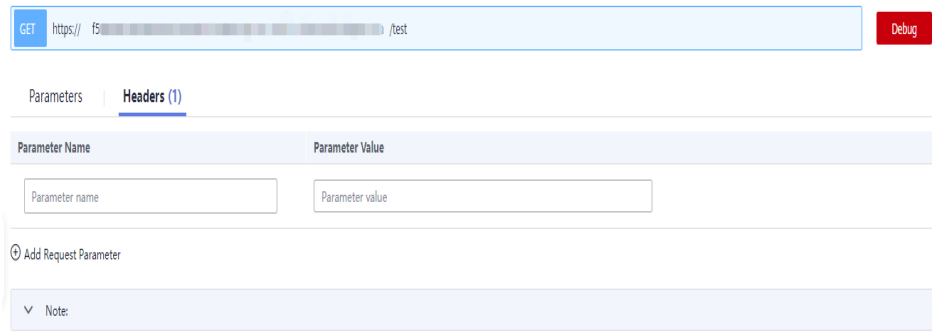 GET https:// f5 /test Debug
Parameters Headers (1)
Parameter Name Parameter Value
Parameter name Parameter value
Add Request Parameter
Note: